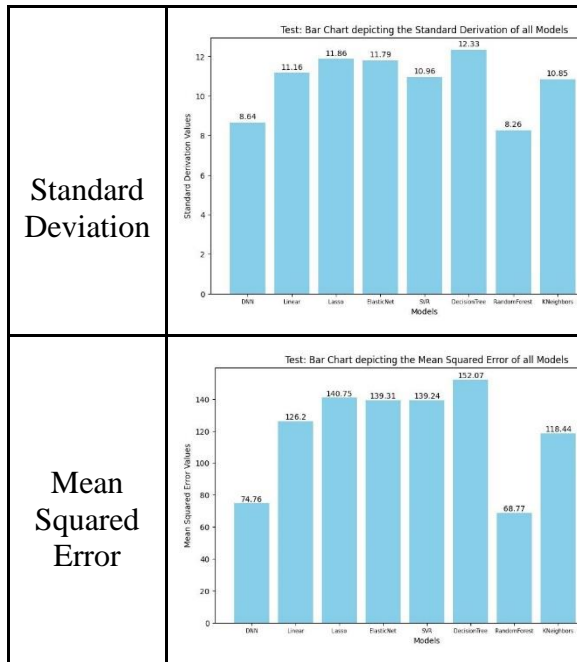 Standard
Deviation
Test: Bar Chart depicting the Standard Derivation of all Models
Standard Derivation Values
12
10
8
6
4
2
0
8.64
11.16
11.86
11.79
10.96
12.33
8.26
10.85
DNN Linear Lasso ElasticNet SVR DecisionTree RandomForest KNeighbors
Models
Mean
Squared
Error
Test: Bar Chart depicting the Mean Squared Error of all Models
Mean Squared Error Values
140
120
100
80
60
40
20
0
74.76
126.2
140.75
139.31
139.24
152.07
68.77
118.44
DNN Linear Lasso ElasticNet SVR DecisionTree RandomForest KNeighbors
Models